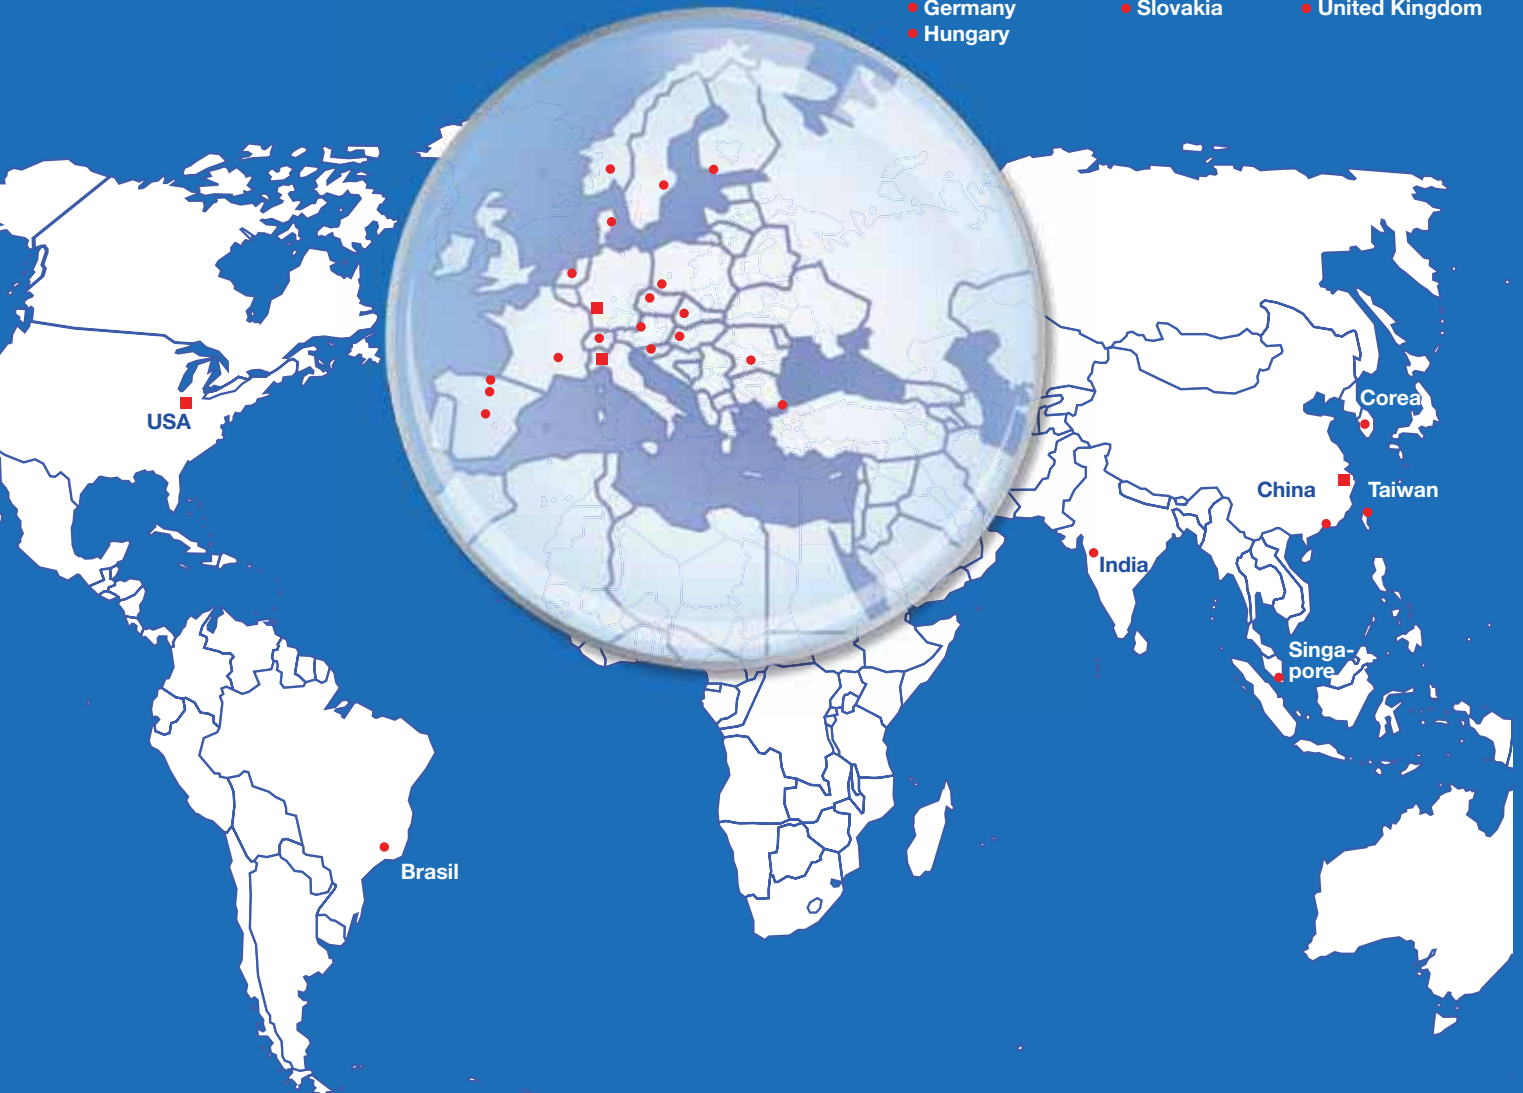 Germany
Slovakia
United Kingdom
Hungary
USA
Corea
China
Taiwan
India
Singa-
pore
Brasil